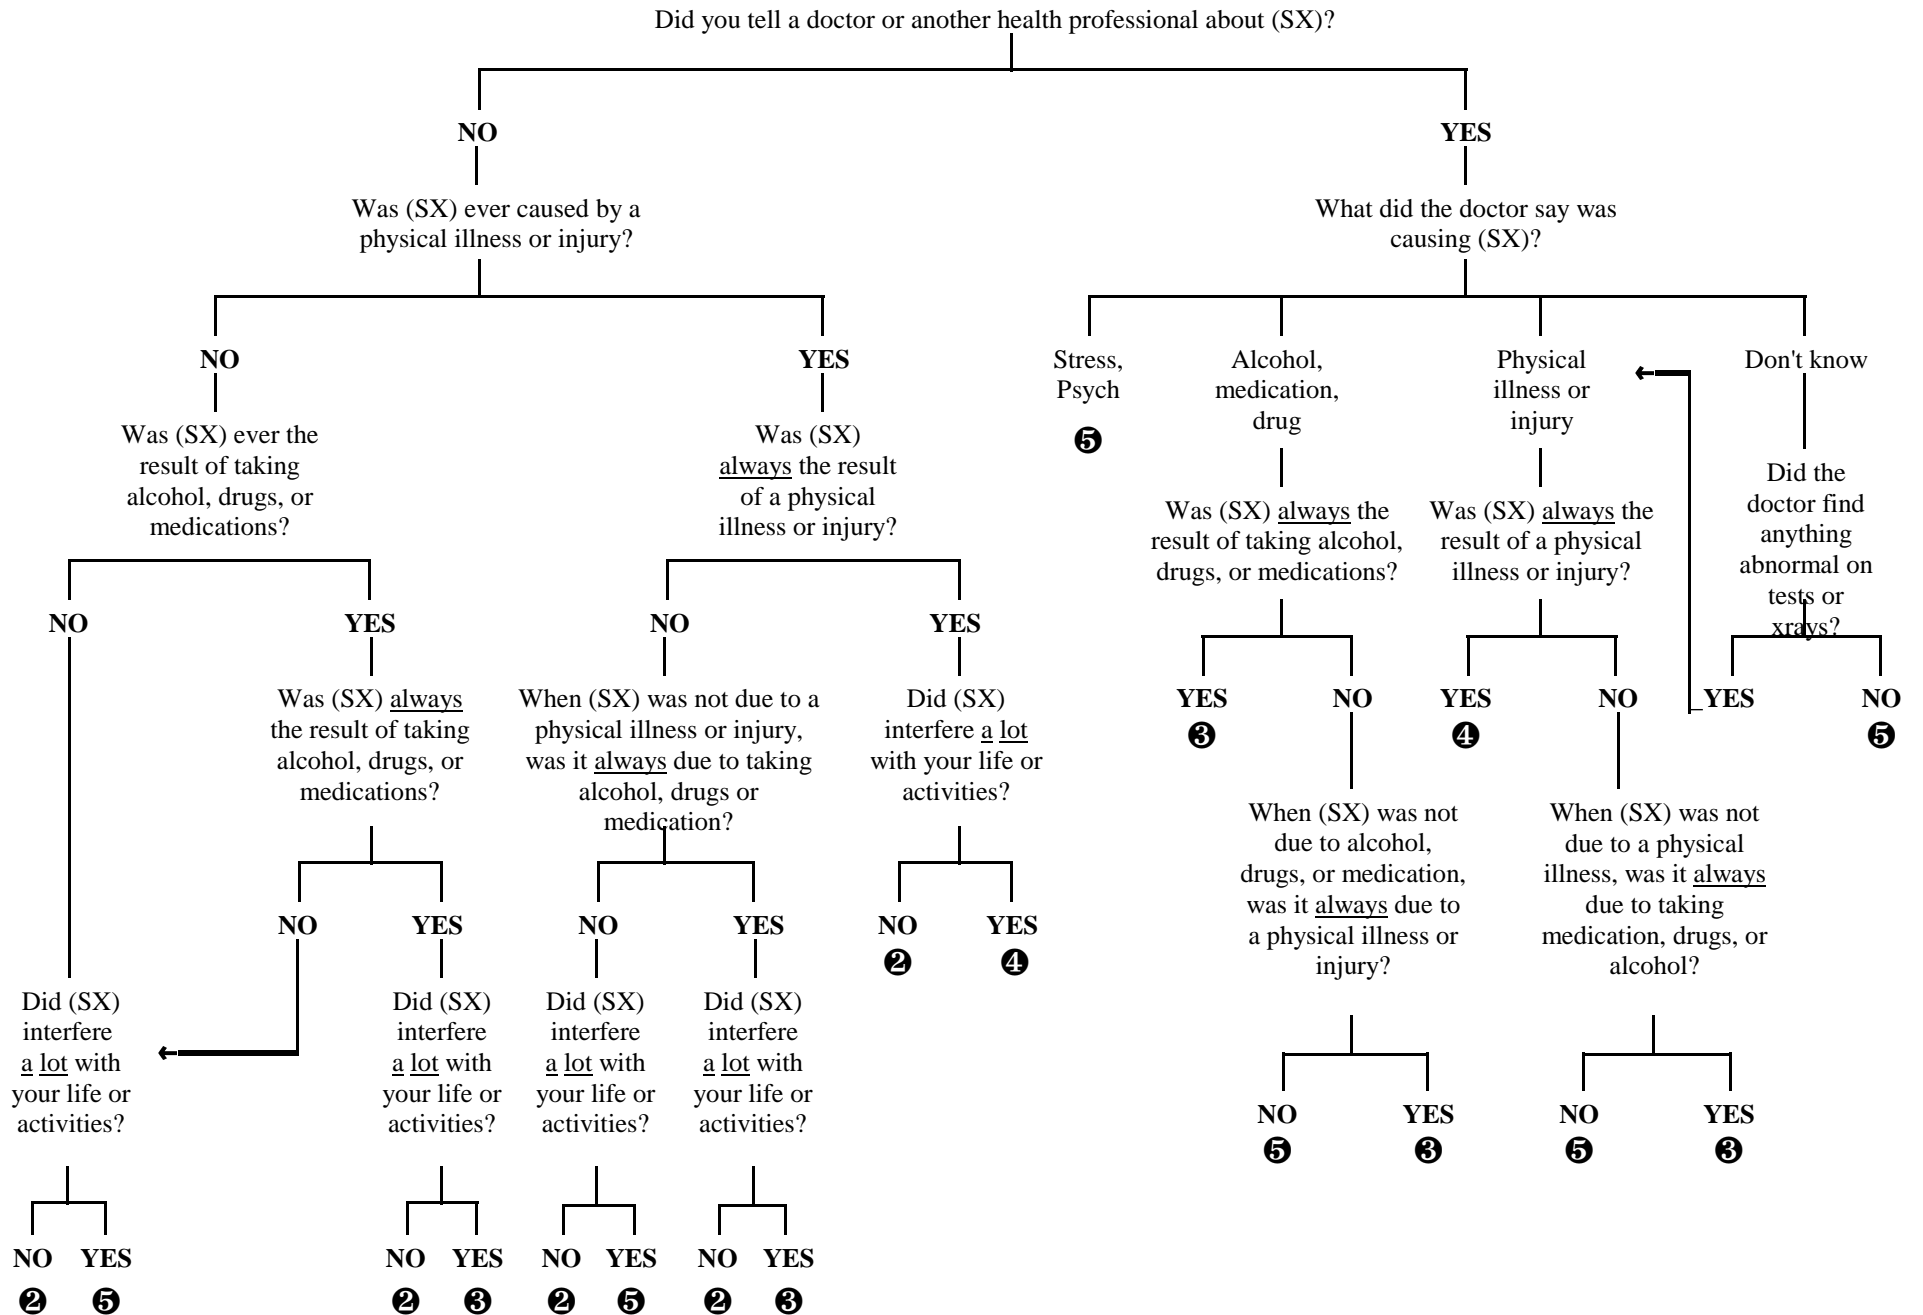 Did you tell a doctor or another health professional about (SX)?
NO
YES
Was (SX) ever caused by a
physical illness or injury?
What did the doctor say was
causing (SX)?
NO
YES
Stress,
Psych
❺
Alcohol,
medication,
drug
Physical
illness or
injury
Don't know
Was (SX) ever the
result of taking
alcohol, drugs, or
medications?
Was (SX)
always the result
of a physical
illness or injury?
Was (SX) always the
result of taking alcohol,
drugs, or medications?
Was (SX) always the
result of a physical
illness or injury?
Did the
doctor find
anything
abnormal on
tests or
xrays?
NO
YES
NO
YES
YES
❸
NO
YES
❹
NO
YES
NO
❺
Was (SX) always
the result of taking
alcohol, drugs, or
medications?
When (SX) was not due to a
physical illness or injury,
was it always due to taking
alcohol, drugs or
medication?
Did (SX)
interfere a lot
with your life or
activities?
When (SX) was not
due to alcohol,
drugs, or medication,
was it always due to
a physical illness or
injury?
When (SX) was not
due to a physical
illness, was it always
due to taking
medication, drugs, or
alcohol?
NO
YES
NO
YES
NO
❷
YES
❹
Did (SX)
interfere
a lot with
your life or
activities?
Did (SX)
interfere
a lot with
your life or
activities?
Did (SX)
interfere
a lot with
your life or
activities?
Did (SX)
interfere
a lot with
your life or
activities?
NO
❺
YES
❸
NO
❺
YES
❸
NO YES
❷ ❺
NO YES
❷ ❸
NO YES
❷ ❺
NO YES
❷ ❸